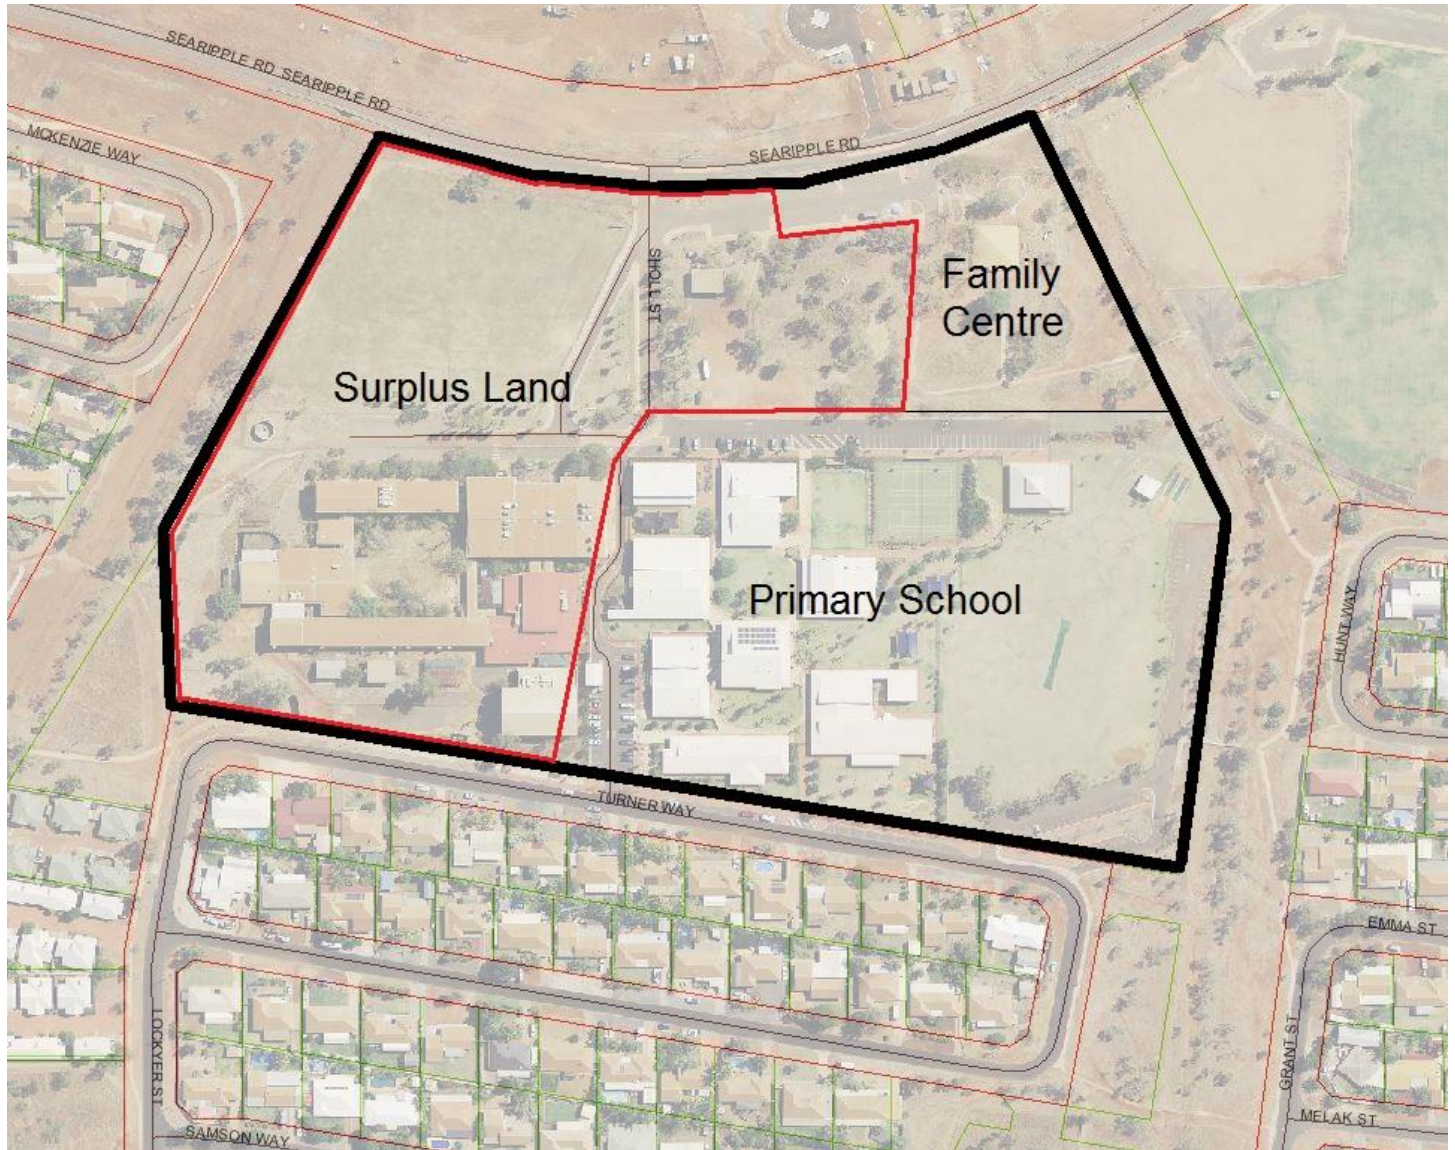 SEARIPPLE RD SEARIPPLE RD
MCKENZIE WAY
SEARIPPLE RD
SHOLL ST
Family
Centre
Surplus Land
Primary School
HUNT WAY
TURNER WAY
EMMA ST
LOCKYER ST
GRANT ST
MELAK ST
SAMSON WAY